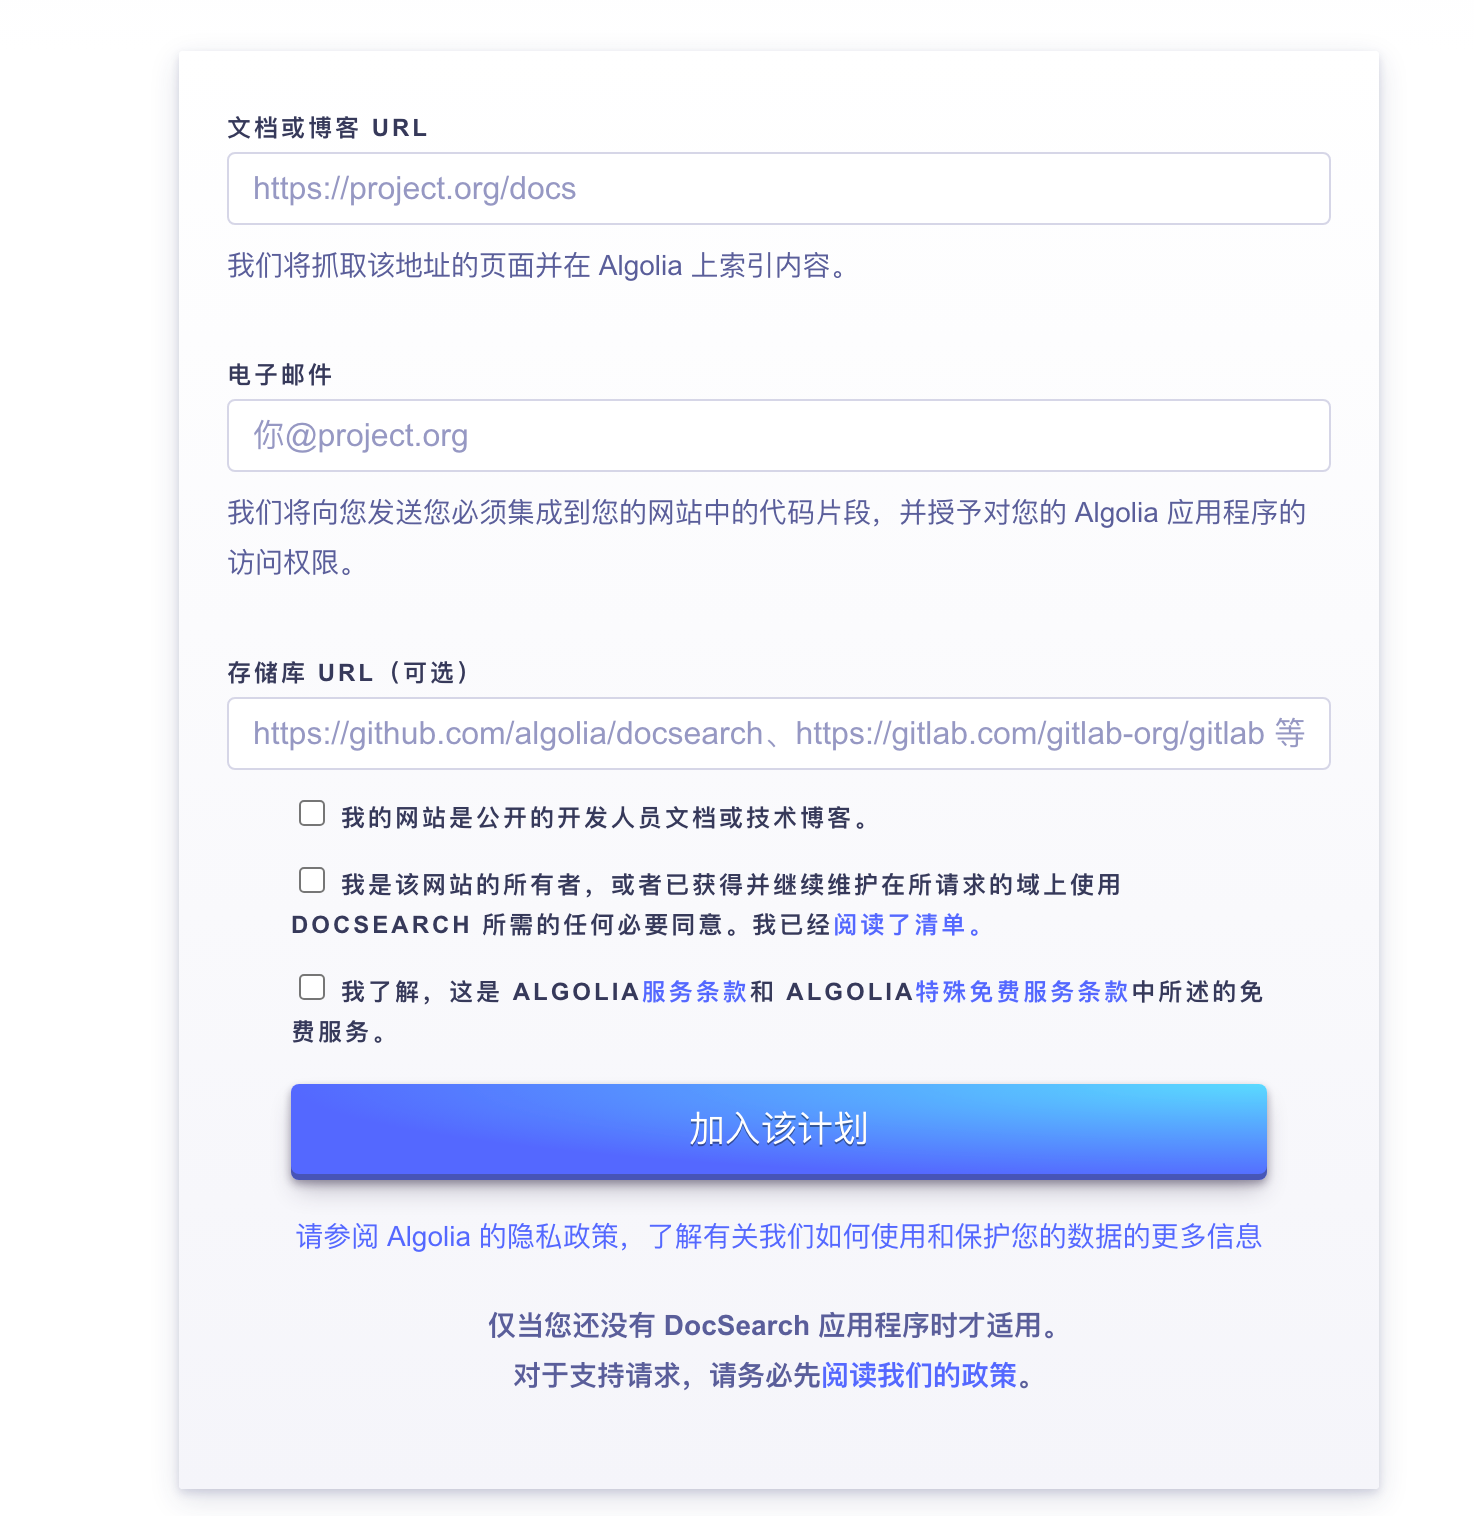 文档或博客 URL
https://project.org/docs
我们将抓取该地址的页面并在 Algolia 上索引内容。
电子邮件
你@project.org
我们将向您发送您必须集成到您的网站中的代码片段，并授予对您的 Algolia 应用程序的
访问权限。
存储库 URL（可选）
https://github.com/algolia/docsearch、https://gitlab.com/gitlab-org/gitlab 等
我的网站是公开的开发人员文档或技术博客。
我是该网站的所有者，或者已获得并继续维护在所请求的域上使用
DOCSEARCH 所需的任何必要同意。我已经阅读了清单。
我了解，这是 ALGOLIA服务条款和 ALGOLIA特殊免费服务条款中所述的免
费服务。
加入该计划
请参阅 Algolia 的隐私政策，了解有关我们如何使用和保护您的数据的更多信息
仅当您还没有 DocSearch 应用程序时才适用。
对于支持请求，请务必先阅读我们的政策。